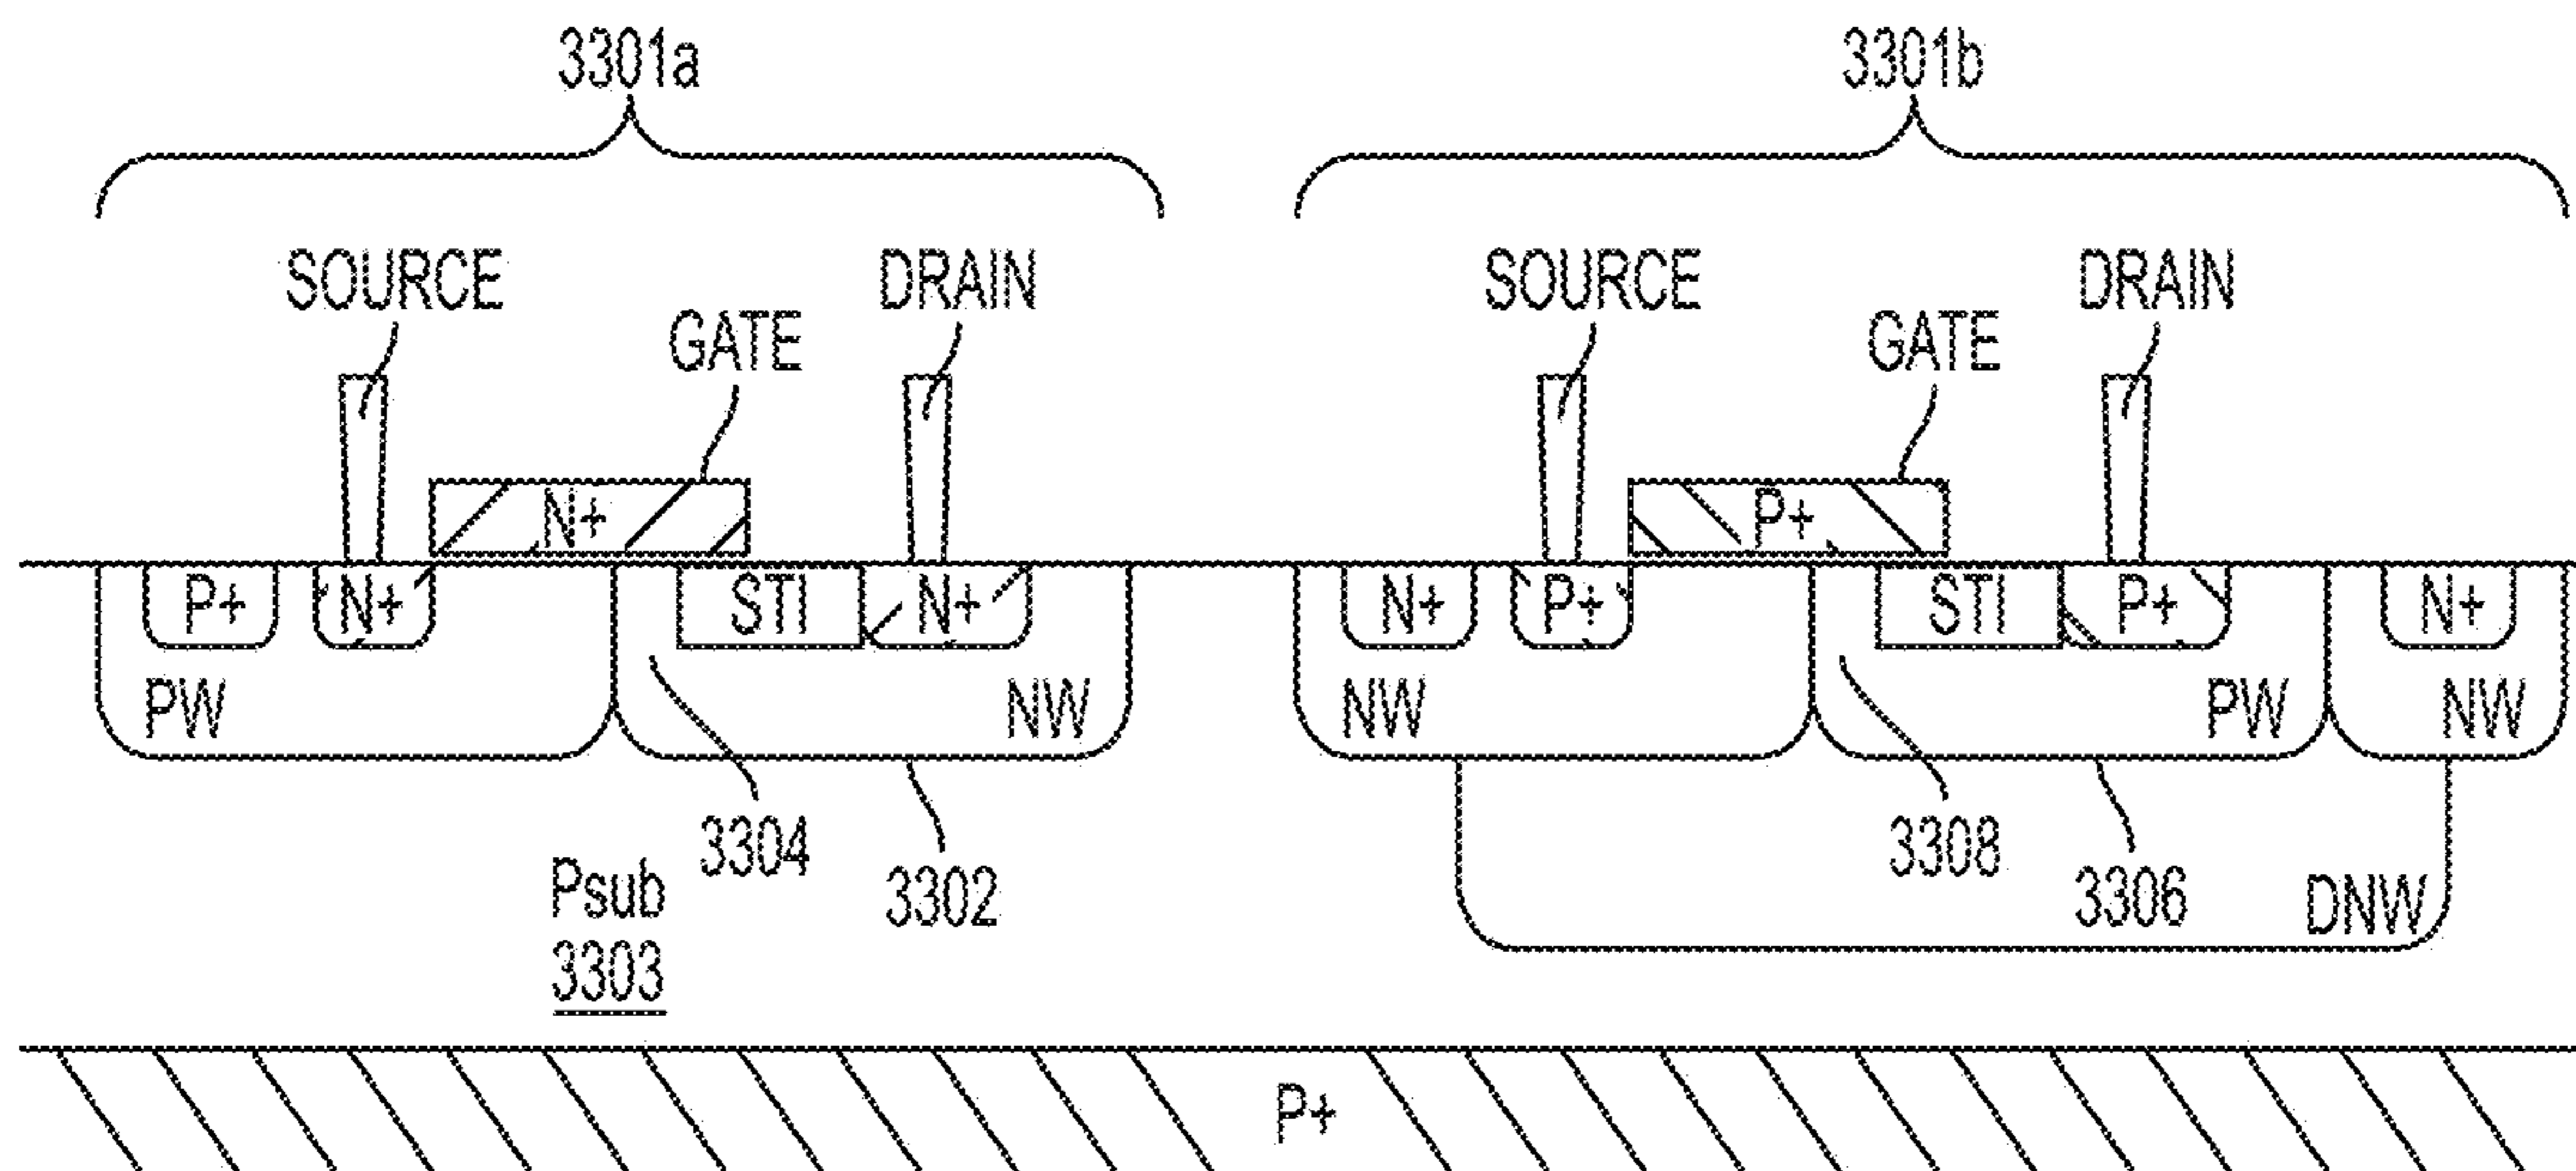 3301a 3301b
SOURCE DRAIN SOURCE DRAIN
GATE GATE
N+ P+
P+ N+ STI N+ N+ P+ STI P+ N+
PW NW NW PW NW
3304 3308
Psub 3302 3306 DNW
3303
P+